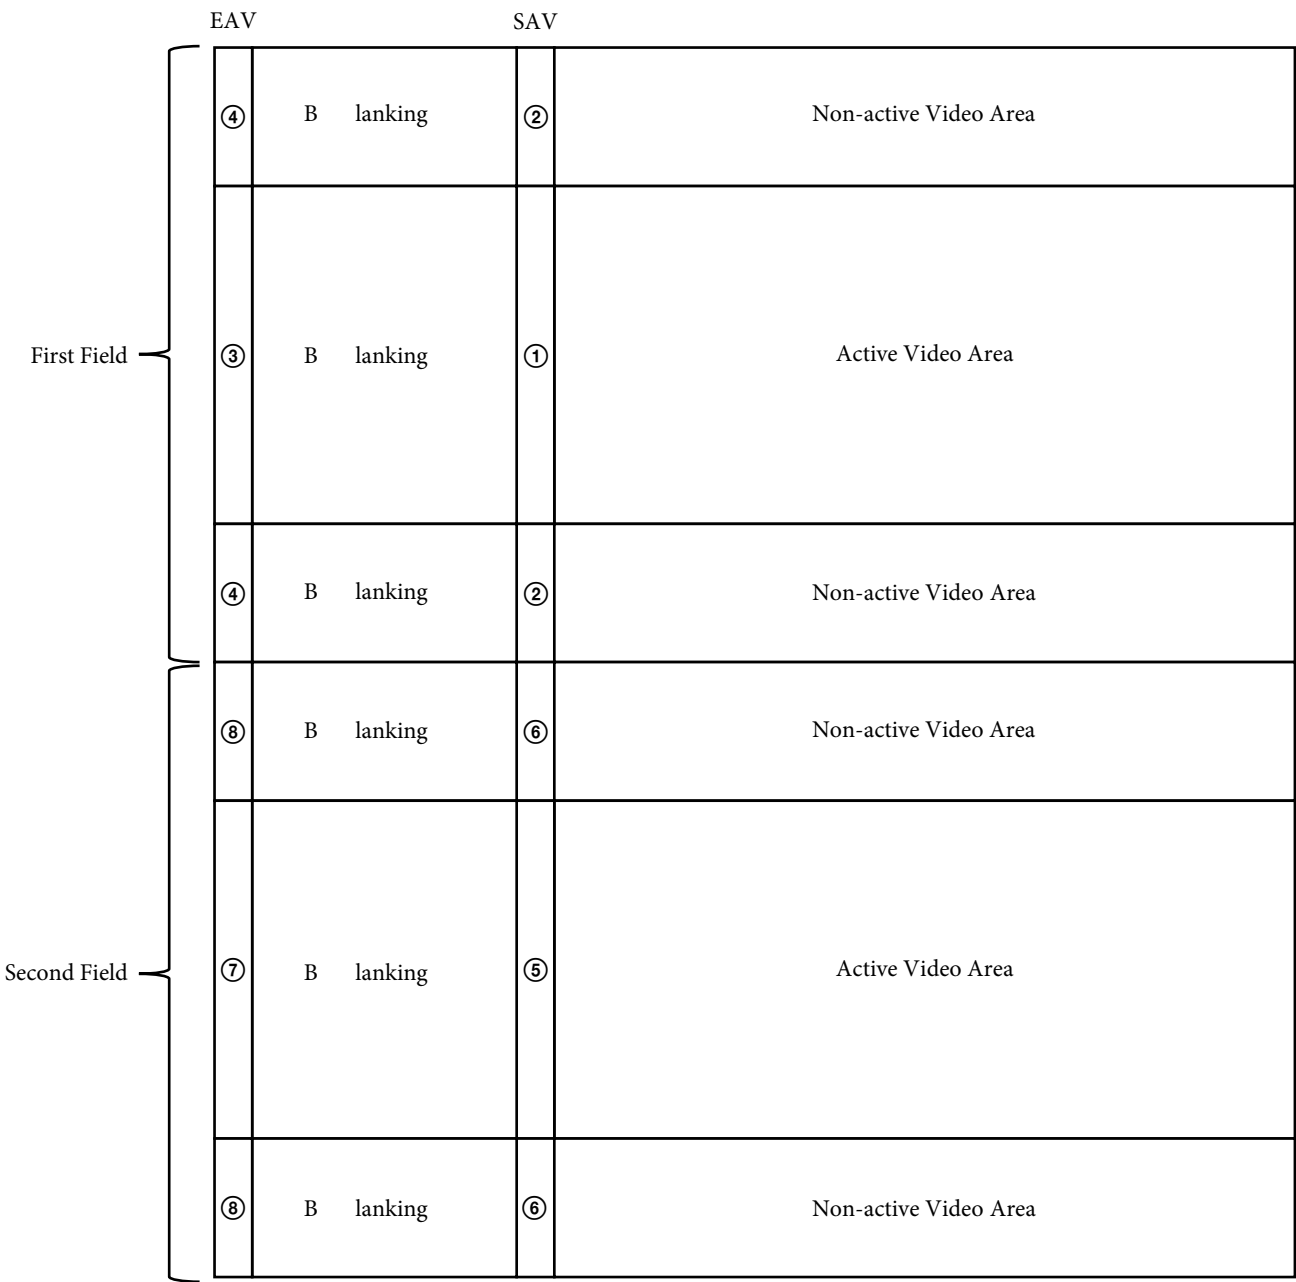 EAV SAV
④ B lanking ② Non-active Video Area
First Field ③ B lanking ① Active Video Area
④ B lanking ② Non-active Video Area
⑧ B lanking ⑥ Non-active Video Area
Second Field ⑦ B lanking ⑤ Active Video Area
⑧ B lanking ⑥ Non-active Video Area